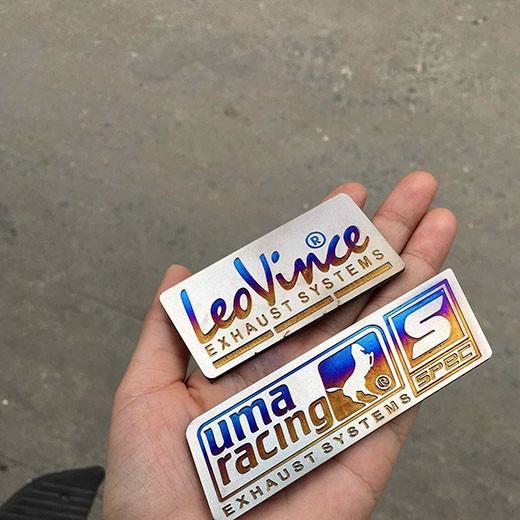 LeoVince ®
EXHAUST SYSTEMS
uma
racing ®
EXHAUST SYSTEMS
S
SPEC